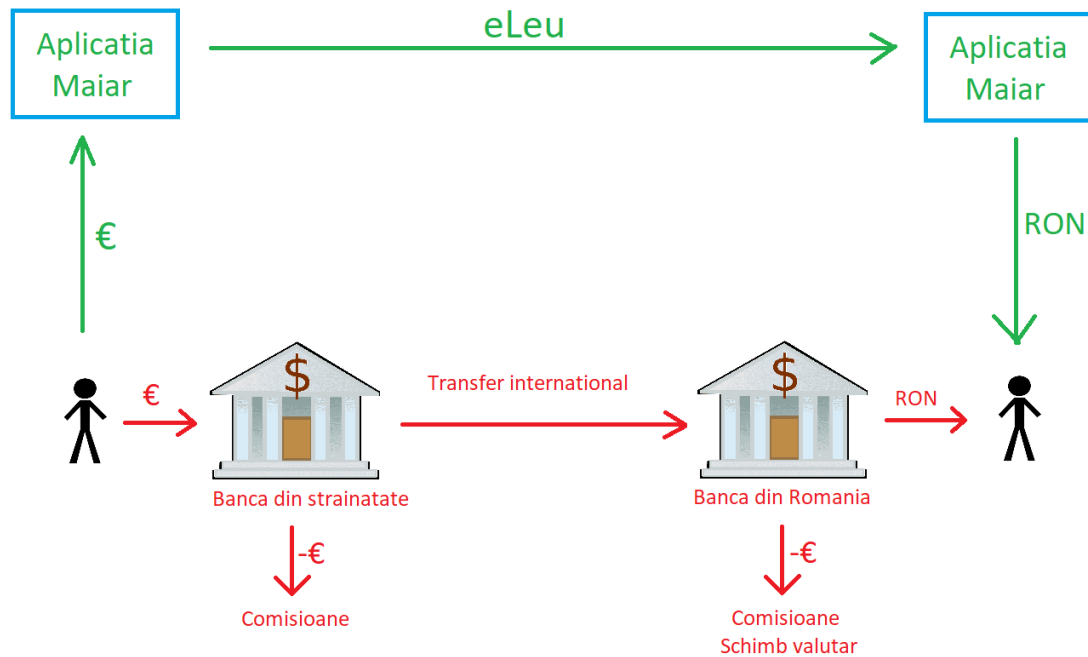 Aplicatia
Maiar
eLeu
Aplicatia
Maiar
€
RON
€
$
Transfer international
$
RON
Banca din strainatate
Banca din Romania
-€
-€
Comisioane
Comisioane
Schimb valutar